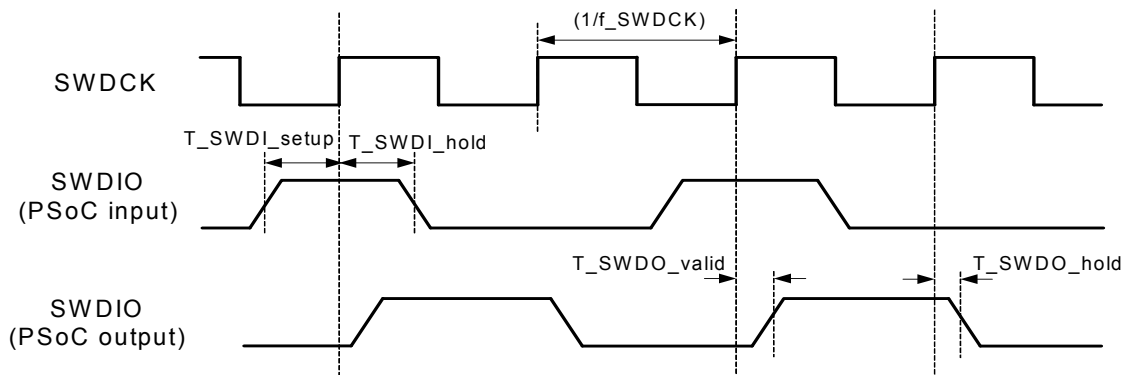 (1/f_SWDCK)
SWDCK
T_SWDI_setup
T_SWDI_hold
SWDIO
(PSoC input)
T_SWDO_valid
T_SWDO_hold
SWDIO
(PSoC output)